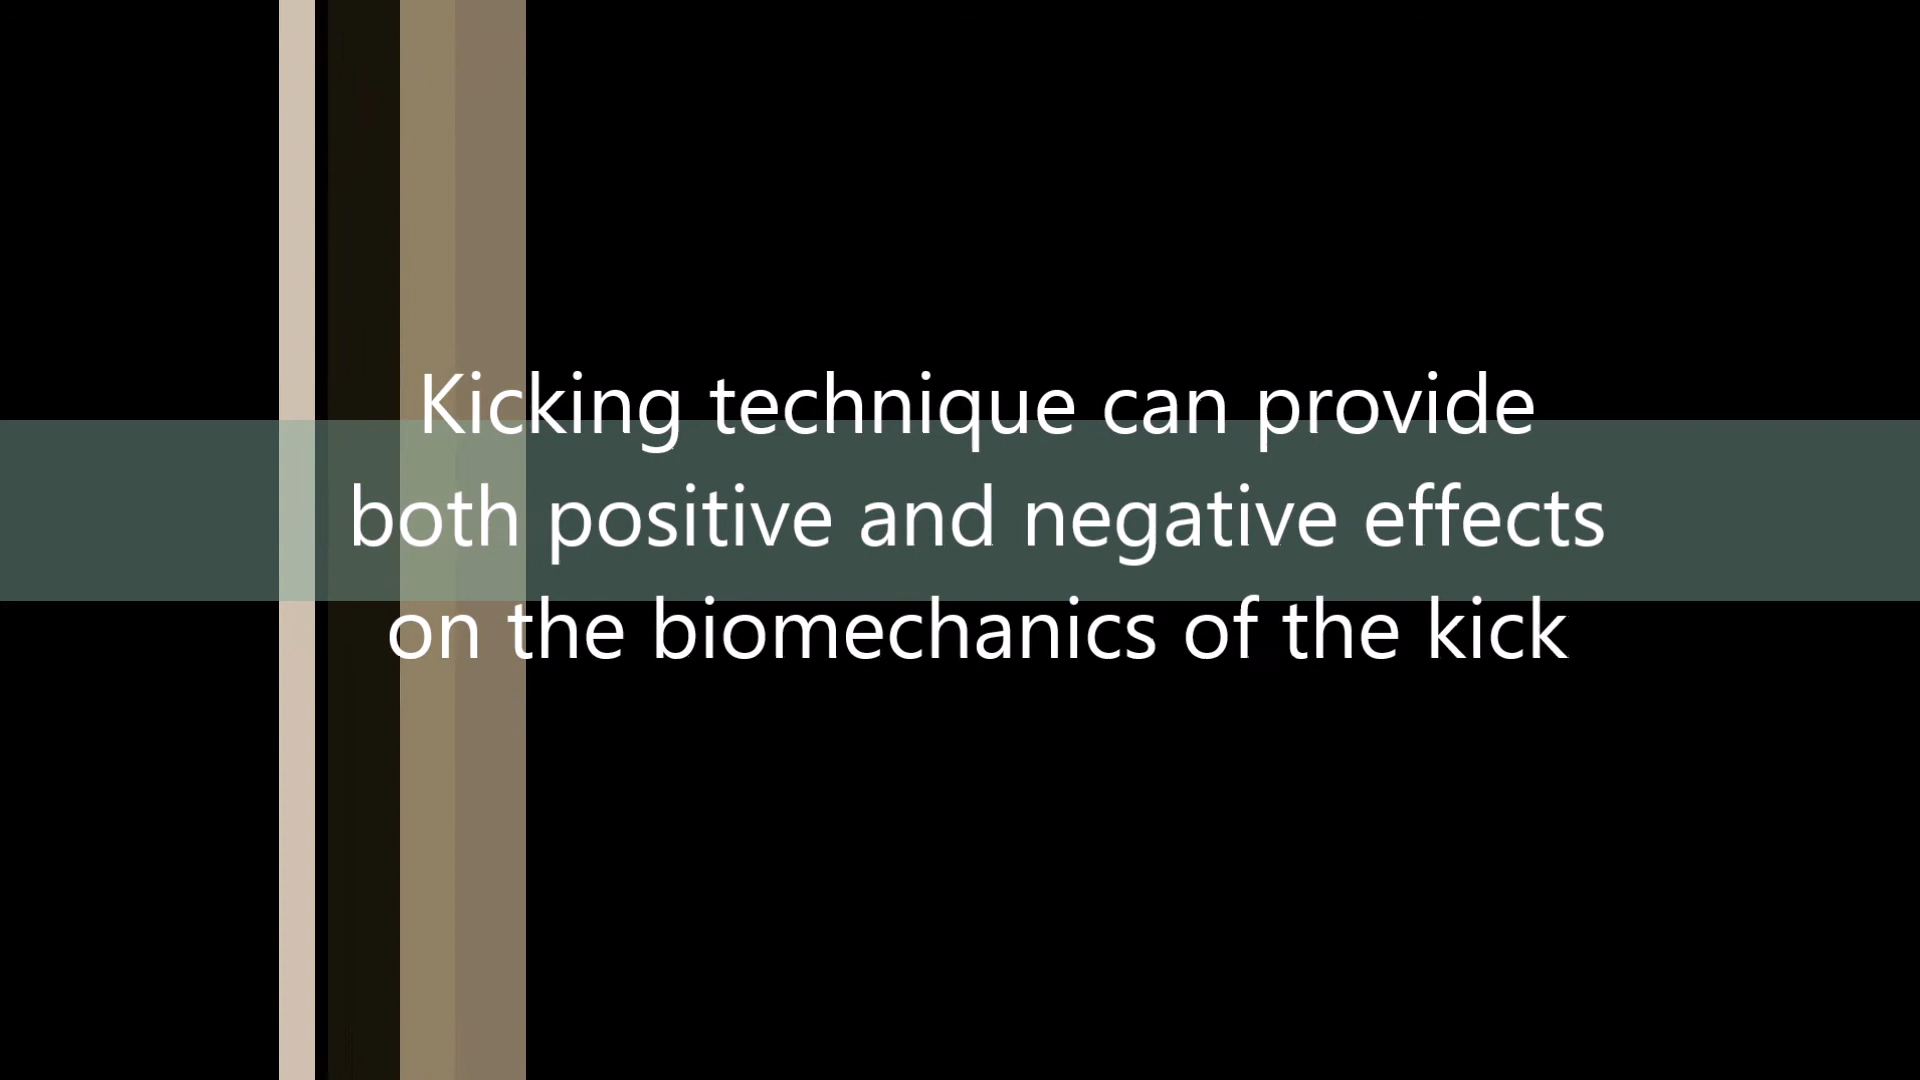 Kicking technique can provide
both positive and negative effects
on the biomechanics of the kick